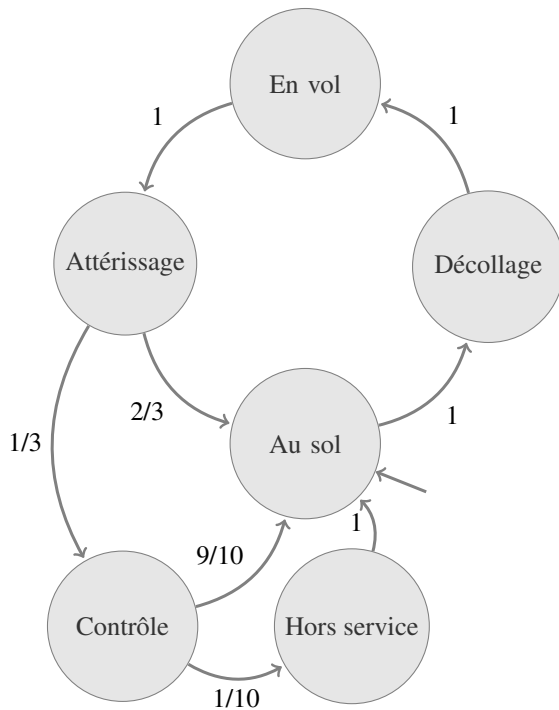 En vol
1
1
Attérissage
Décollage
2/3
1
1/3
Au sol
1
9/10
Contrôle
Hors service
1/10